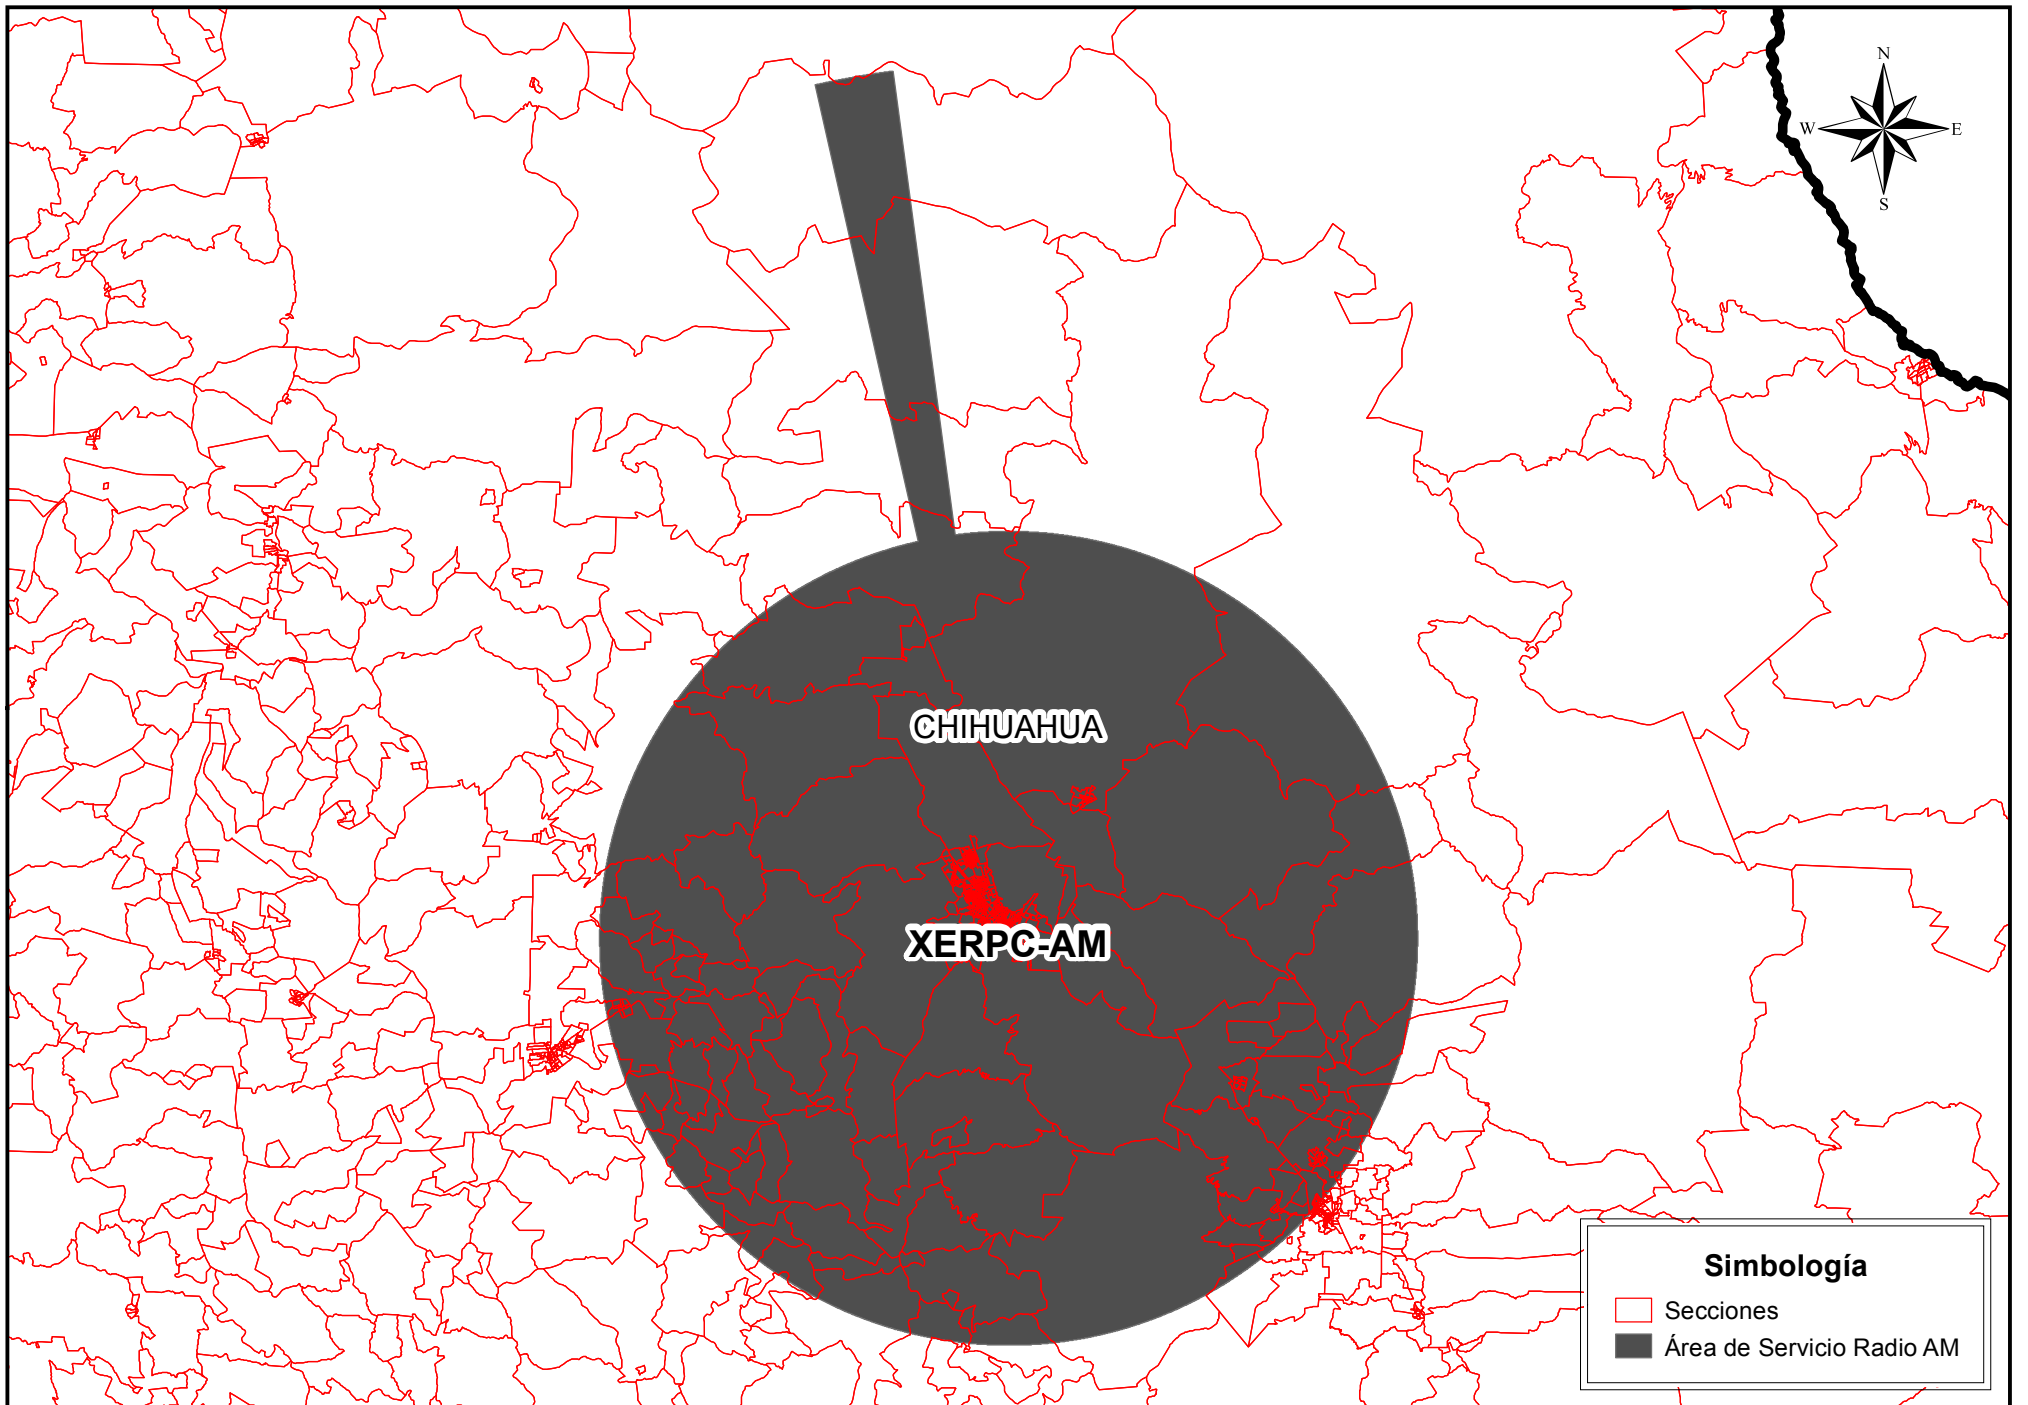 N
W E
S
CHIHUAHUA
XERPC-AM
Simbología
Secciones
Área de Servicio Radio AM